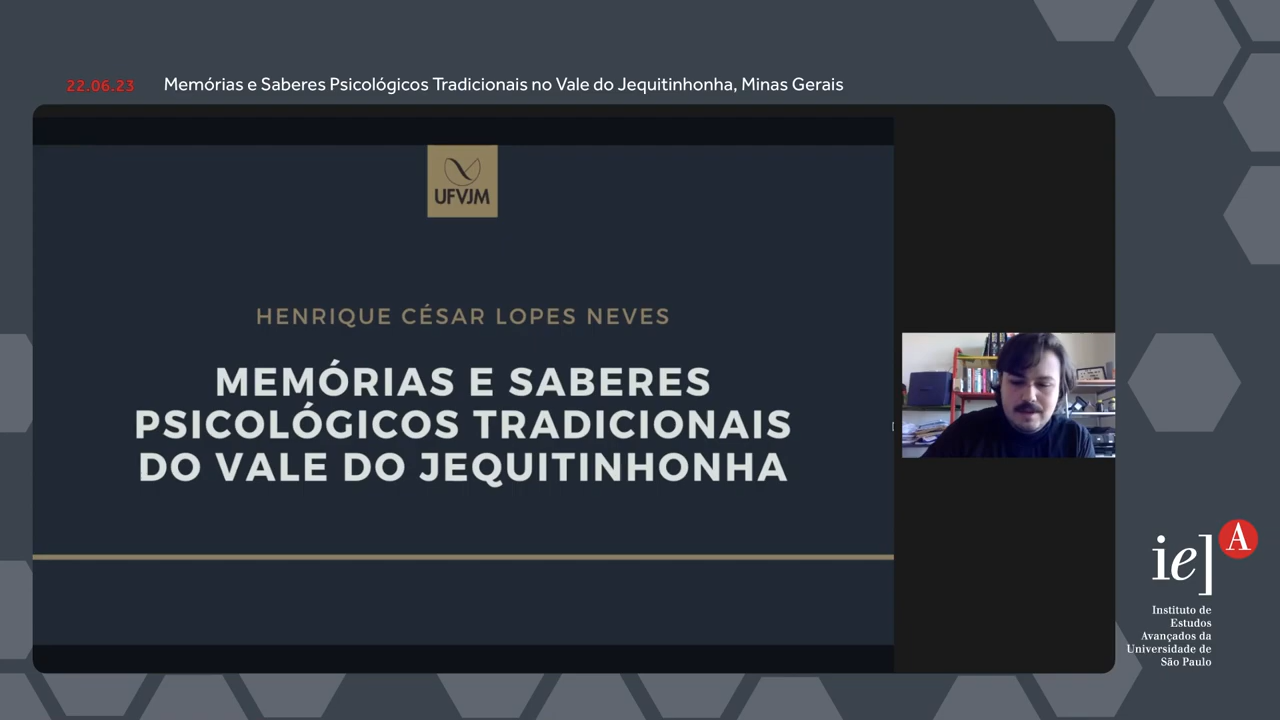 22.06.23 Memórias e Saberes Psicológicos Tradicionais no Vale do Jequitinhonha, Minas Gerais
UFVJM
HENRIQUE CÉSAR LOPES NEVES
MEMÓRIAS E SABERES
PSICOLÓGICOS TRADICIONAIS
DO VALE DO JEQUITINHONHA
ie] A
Instituto de
Estudos
Avançados da
Universidade de
São Paulo